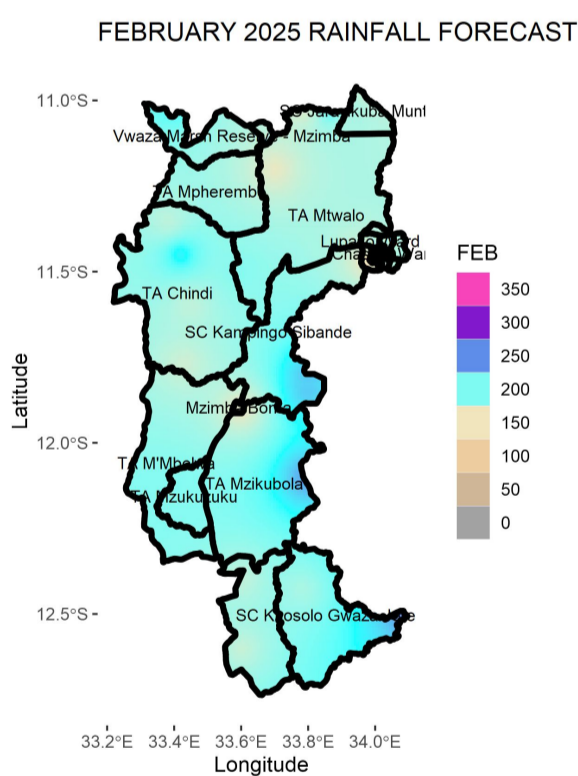 FEBRUARY 2025 RAINFALL FORECAST
11.0°S
Vwaza Marsh Reserve - Mzimba
TA Mpheremb
TA Mtwalo
11.5°S
TA Chindi
SC Kampingo Sibande
Latitude
Mzimba Boma
12.0°S
TA M'Mbelwa
TA Mzikubola
TA Mzukuzuku
12.5°S
SC Khosolo Gwaza
33.2°E 33.4°E 33.6°E 33.8°E 34.0°E
Longitude
FEB
350
300
250
200
150
100
50
0